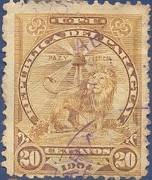 U.P.U.
REPUBLICA DEL PARAGUAY
PAZ Y JUSTICIA
20 20
CENTAVOS